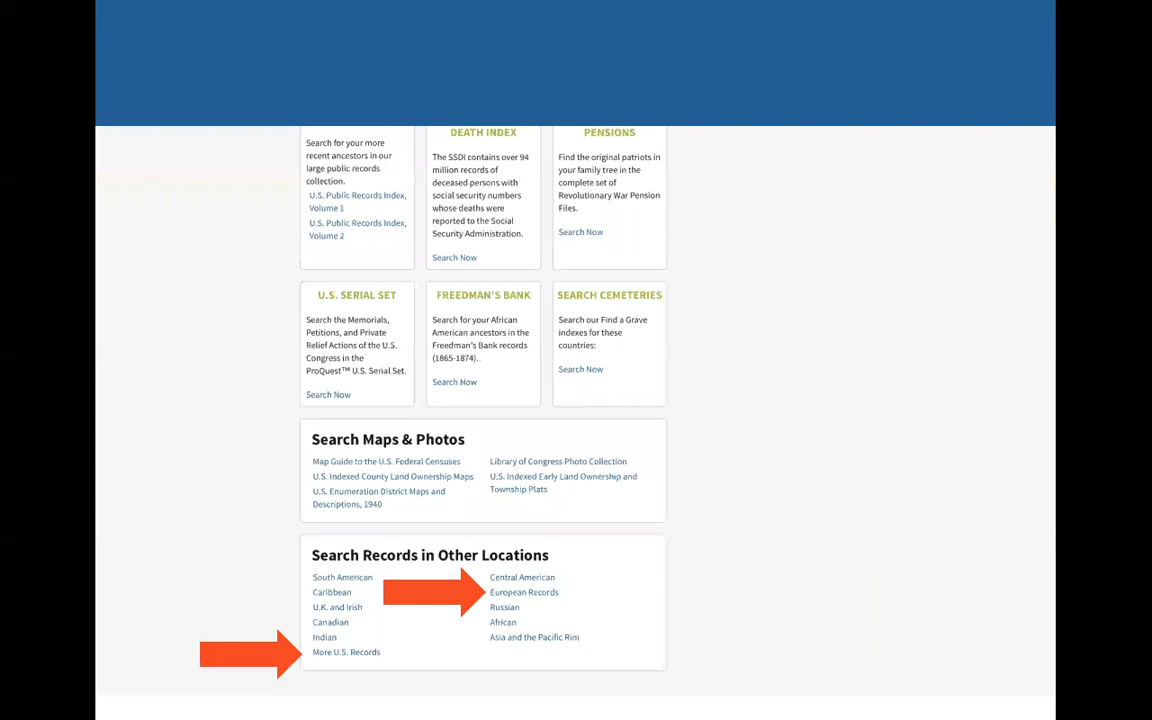 Search for your more
recent ancestors in our
large public records
collection.
U.S. Public Records Index,
Volume 1
U.S. Public Records Index,
Volume 2
DEATH INDEX
The SSDI contains over 94
million records of
deceased persons with
social security numbers
whose deaths were
reported to the Social
Security Administration.
Search Now
PENSIONS
Find the original patriots in
your family tree in the
complete set of
Revolutionary War Pension
Files.
Search Now
U.S. SERIAL SET
Search the Memorials,
Petitions, and Private
Relief Actions of the U.S.
Congress in the
ProQuest™ U.S. Serial Set.
Search Now
FREEDMAN'S BANK
Search for your African
American ancestors in the
Freedman's Bank records
(1865-1874).
Search Now
SEARCH CEMETERIES
Search our Find a Grave
indexes for these
countries:
Search Now
Search Maps & Photos
Map Guide to the U.S. Federal Censuses
U.S. Indexed County Land Ownership Maps
U.S. Enumeration District Maps and
Descriptions, 1940
Library of Congress Photo Collection
U.S. Indexed Early Land Ownership and
Township Plats
Search Records in Other Locations
South American
Caribbean
U.K. and Irish
Canadian
Indian
More U.S. Records
Central American
European Records
Russian
African
Asia and the Pacific Rim